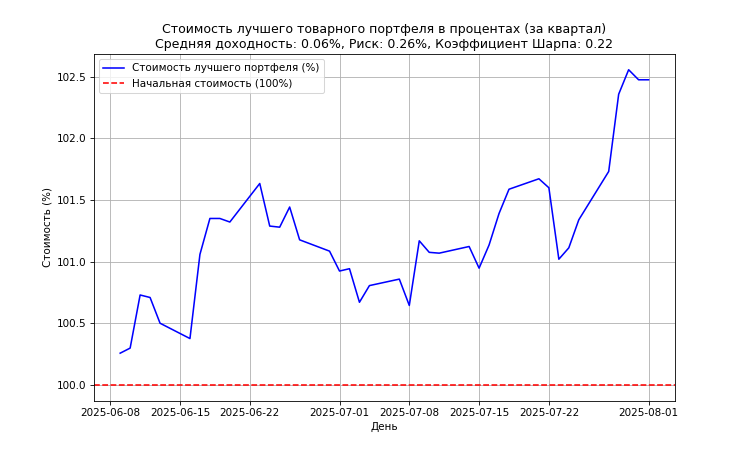 Стоимость лучшего товарного портфеля в процентах (за квартал)
Средняя доходность: 0.06%, Риск: 0.26%, Коэффициент Шарпа: 0.22
Стоимость лучшего портфеля (%)
Начальная стоимость (100%)
Стоимость (%)
102.5
102.0
101.5
101.0
100.5
100.0
2025-06-08
2025-06-15
2025-06-22
2025-07-01
2025-07-08
2025-07-15
2025-07-22
2025-08-01
День